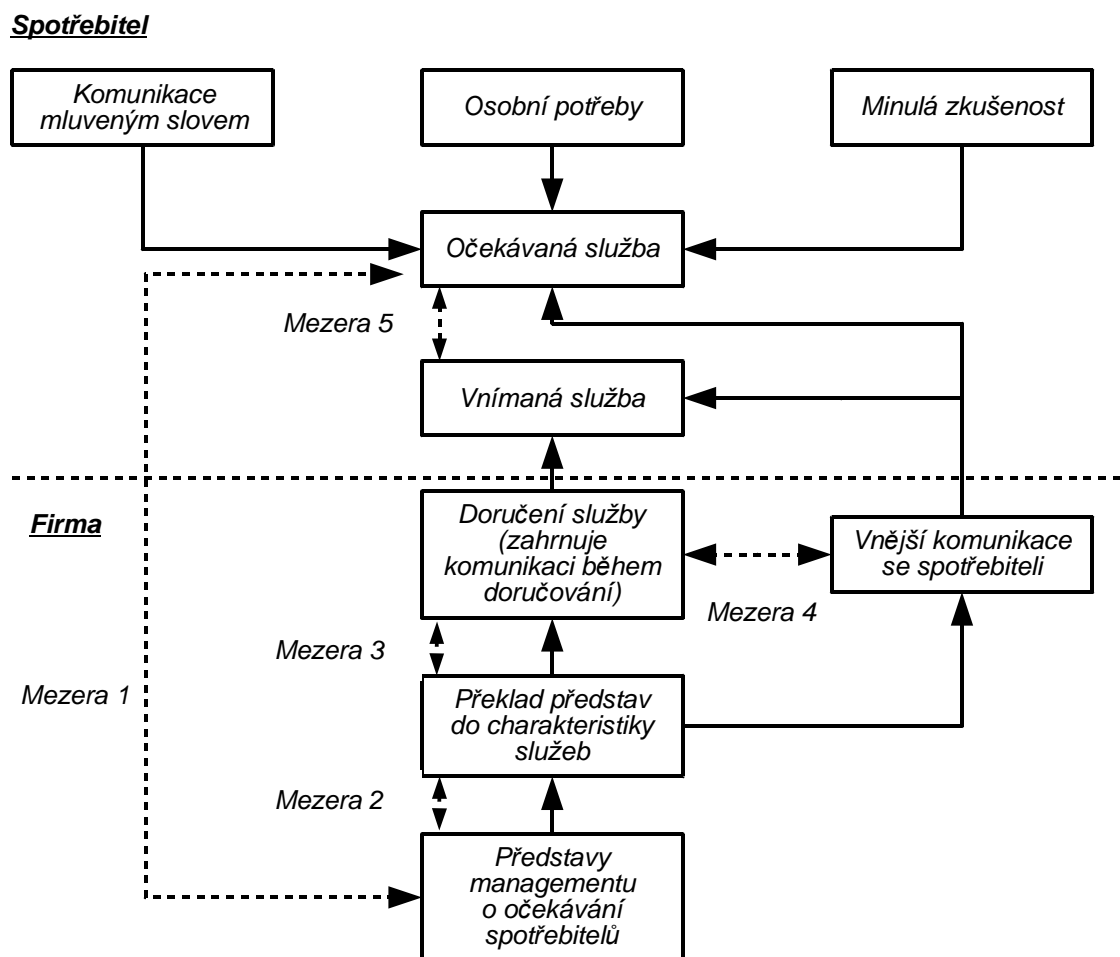 Spotřebitel
Komunikace
mluveným slovem
Osobní potřeby
Minulá zkušenost
Očekávaná služba
Mezera 5
Vnímaná služba
Firma
Doručení služby
(zahrnuje
komunikaci během
doručování)
Vnější komunikace
se spotřebiteli
Mezera 4
Mezera 3
Mezera 1
Překlad představ
do charakteristiky
služeb
Mezera 2
Představy
managementu
o očekávání
spotřebitelů